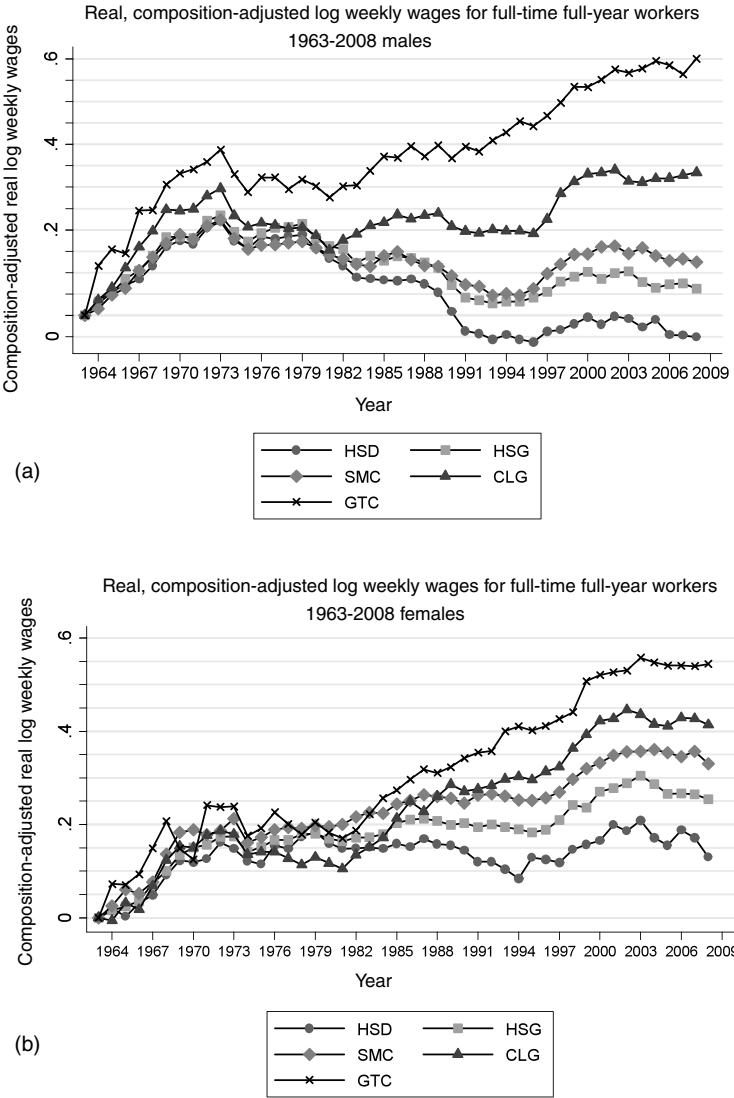 Real, composition-adjusted log weekly wages for full-time full-year workers
1963-2008 males
Composition-adjusted real log weekly wages
.6
.4
.2
0
1964 1967 1970 1973 1976 1979 1982 1985 1988 1991 1994 1997 2000 2003 2006 2009
Year
(a)
HSD HSG
SMC CLG
GTC
Real, composition-adjusted log weekly wages for full-time full-year workers
1963-2008 females
Composition-adjusted real log weekly wages
.6
.4
.2
0
1964 1967 1970 1973 1976 1979 1982 1985 1988 1991 1994 1997 2000 2003 2006 2009
Year
(b)
HSD HSG
SMC CLG
GTC